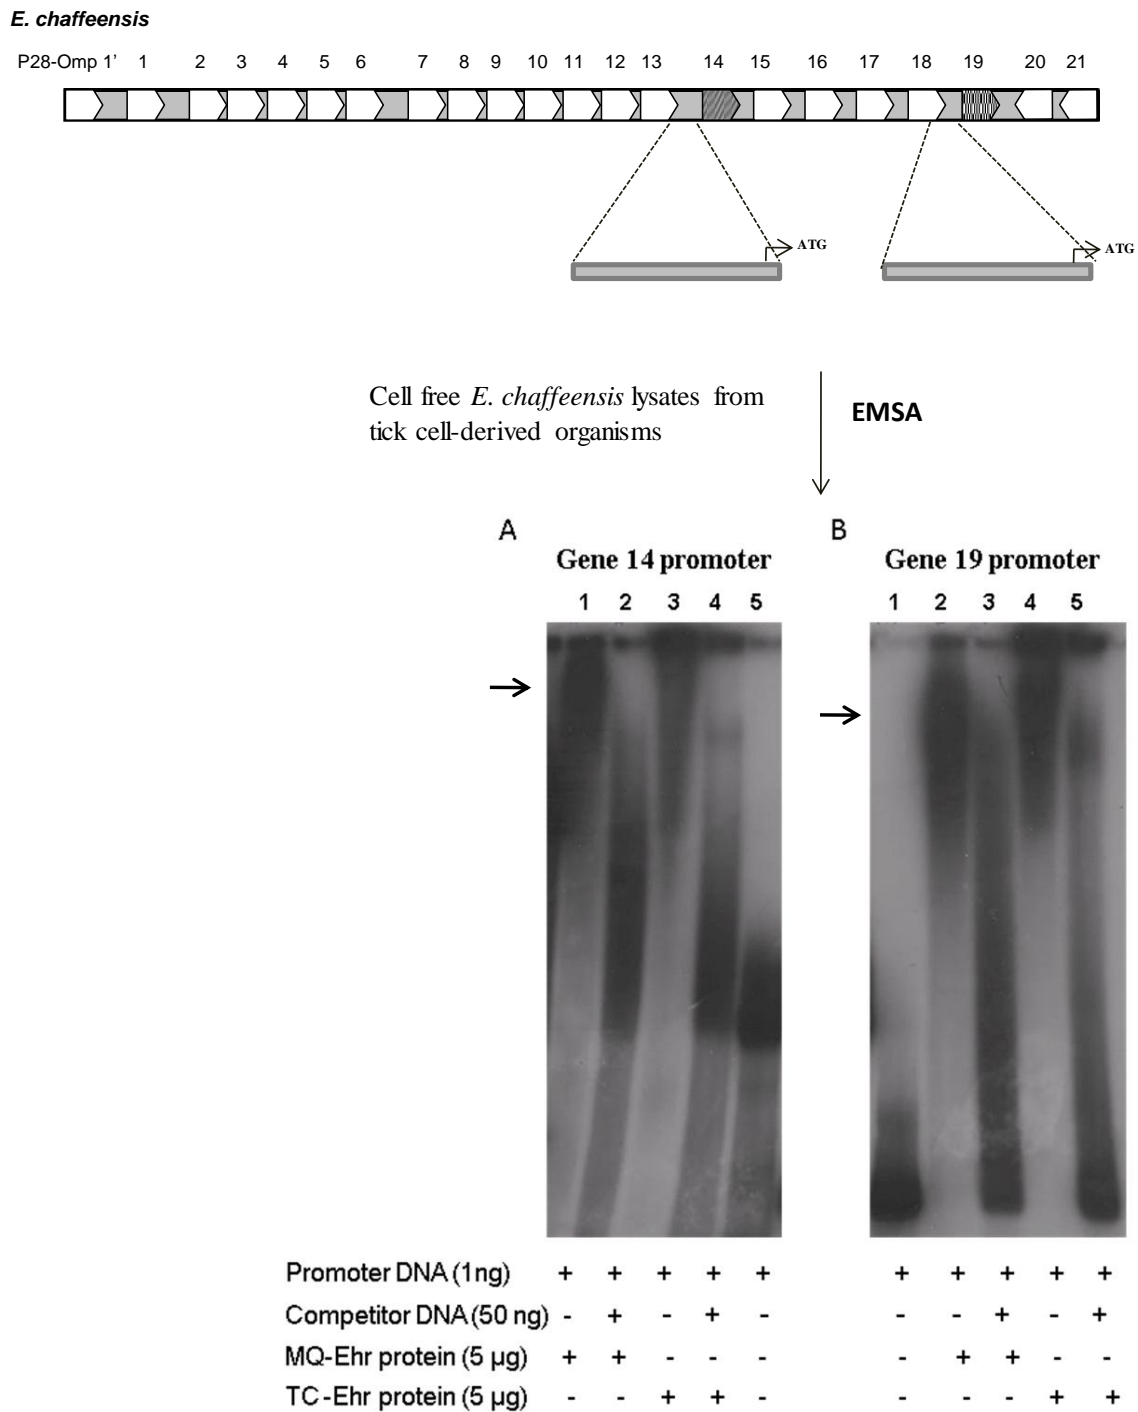 E. chaffeensis
P28-Omp 1' 1 2 3 4 5 6 7 8 9 10 11 12 13 14 15 16 17 18 19 20 21
ATG ATG
Cell free E. chaffeensis lysates from
tick cell-derived organisms
EMSA
A B
Gene 14 promoter Gene 19 promoter
1 2 3 4 5 1 2 3 4 5
Promoter DNA (1ng) + + + + + + + + + +
Competitor DNA (50 ng) - + - + - - - + - +
MQ-Ehr protein (5 µg) + + - - - - + + - -
TC-Ehr protein (5 µg) - - + + - - - - + +